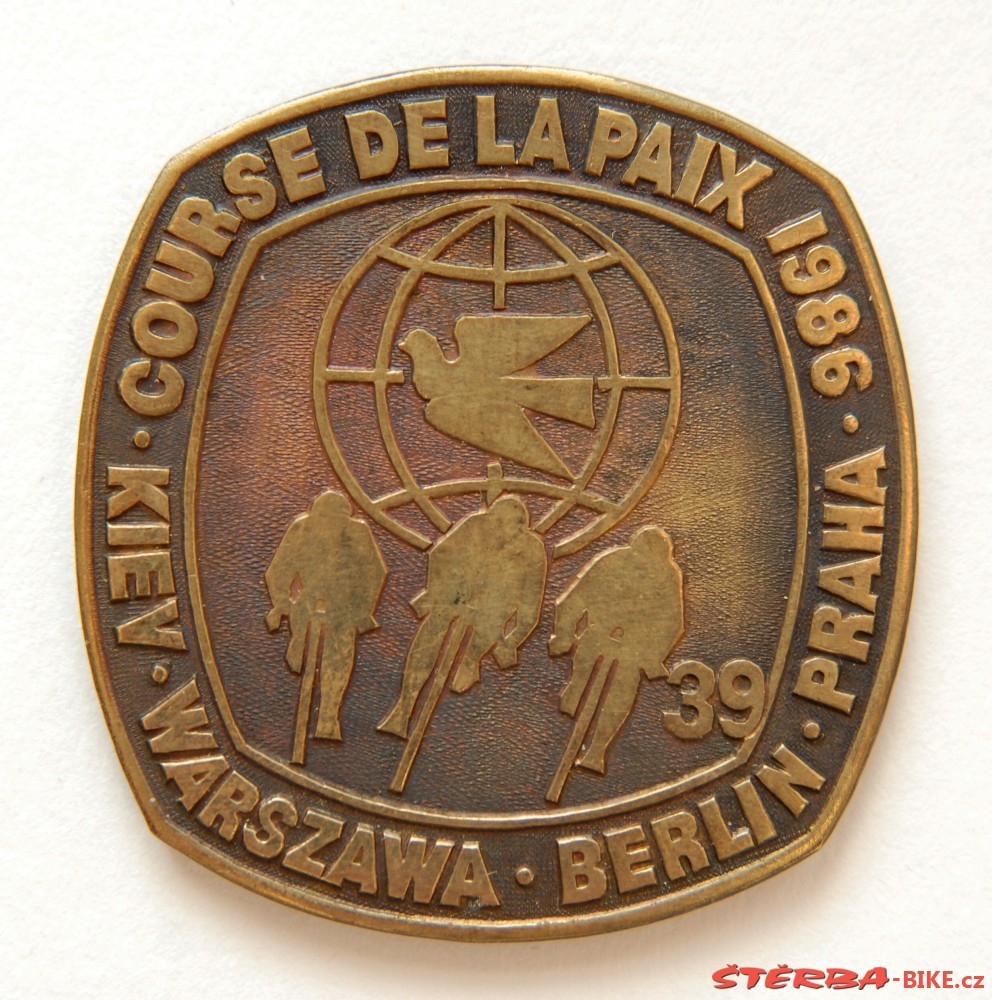 COURSE DE LA PAIX 1986 · PRAHA · BERLIN · WARSZAWA · KIEV ·
39
ŠTĚRBA-BIKE.cz